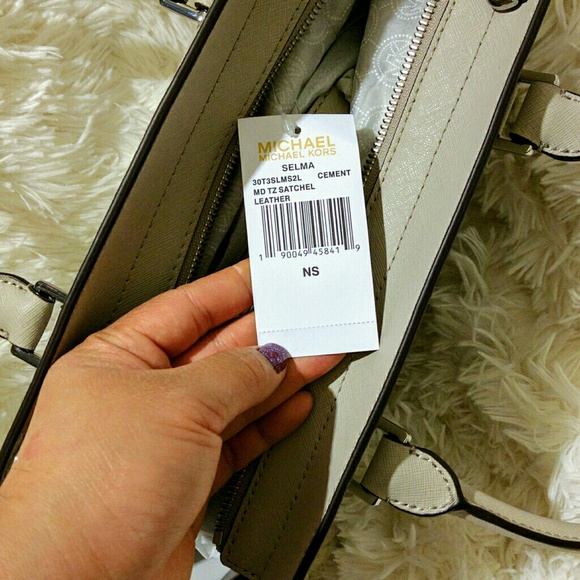 MICHAEL
MICHAEL KORS
SELMA
30T3SLMS2L CEMENT
MD TZ SATCHEL
LEATHER
1 90049 45841 9
NS